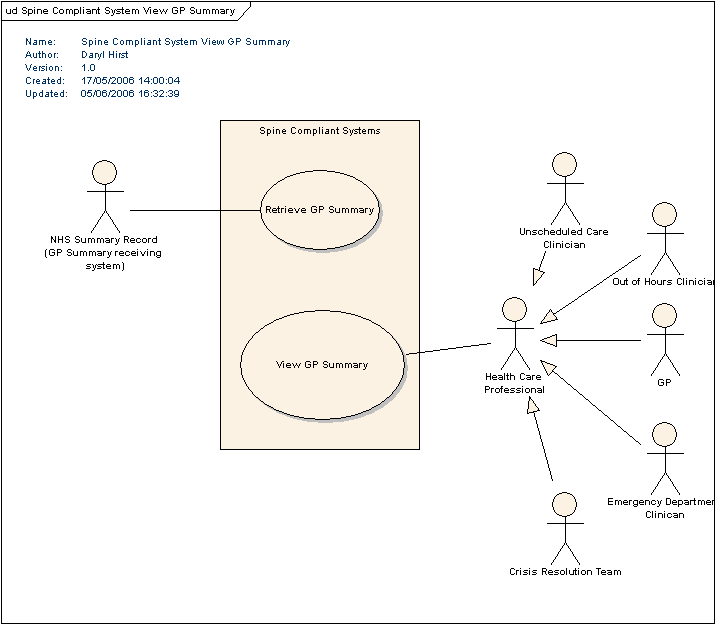 ud Spine Compliant System View GP Summary
Name: Spine Compliant System View GP Summary
Author: Daryl Hirst
Version: 1.0
Created: 17/05/2006 14:00:04
Updated: 05/06/2006 16:32:39
Spine Compliant Systems
Retrieve GP Summary
NHS Summary Record
(GP Summary receiving
system)
Unscheduled Care
Clinician
Out of Hours Clinician
View GP Summary
Health Care
Professional
GP
Emergency Departmen
Clinican
Crisis Resolution Team